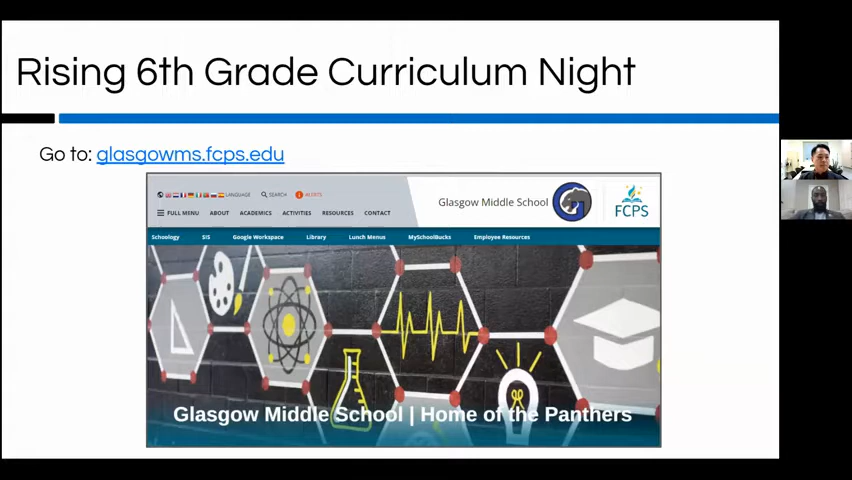 Rising 6th Grade Curriculum Night
Go to: glasgowms.fcps.edu
LANGUAGE SEARCH ALERTS
FULL MENU ABOUT ACADEMICS ACTIVITIES RESOURCES CONTACT
Glasgow Middle School
FCPS
Schoology SIS Google Workspace Library Lunch Menus MySchoolBucks Employee Resources
Glasgow Middle School | Home of the Panthers